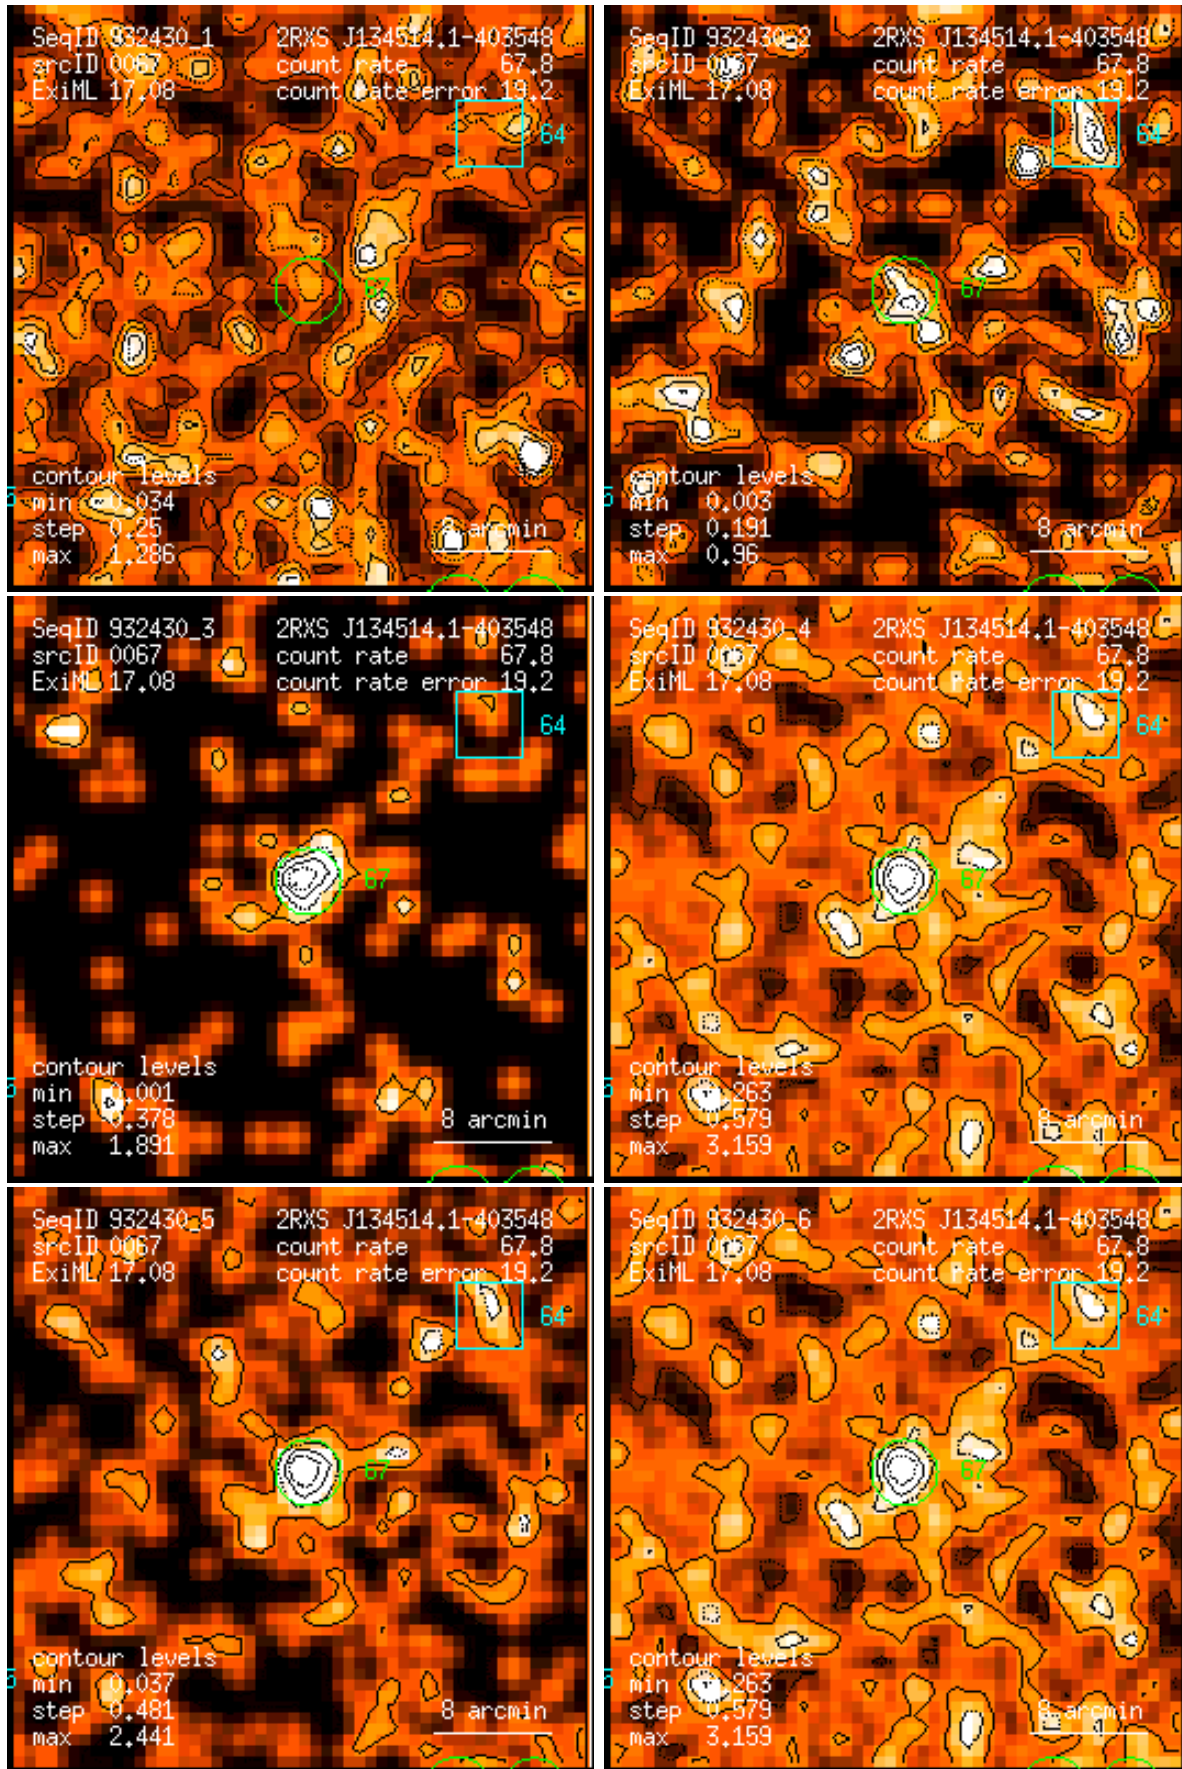 SeqID 932430_1 2RXS J134514.1-403548
srcID 0067 count rate 67.8
ExiML 17.08 count rate error 19.2
64
67
contour levels
5 min 0.034
step 0.25 8 arcmin
max 1.286
SeqID 932430_2 2RXS J134514.1-403548
srcID 0067 count rate 67.8
ExiML 17.08 count rate error 19.2
64
67
contour levels
5 min 0.003
step 0.191 8 arcmin
max 0.96
SeqID 932430_3 2RXS J134514.1-403548
srcID 0067 count rate 67.8
ExiML 17.08 count rate error 19.2
64
67
contour levels
5 min 0.001
step 0.378 8 arcmin
max 1.891
SeqID 932430_4 2RXS J134514.1-403548
srcID 0067 count rate 67.8
ExiML 17.08 count rate error 19.2
64
67
contour levels
5 min .263
step 0.579 8 arcmin
max 3.159
SeqID 932430_5 2RXS J134514.1-403548
srcID 0067 count rate 67.8
ExiML 17.08 count rate error 19.2
64
67
contour levels
5 min 0.037
step 0.481 8 arcmin
max 2.441
SeqID 932430_6 2RXS J134514.1-403548
srcID 0067 count rate 67.8
ExiML 17.08 count rate error 19.2
64
67
contour levels
5 min .263
step 0.579 8 arcmin
max 3.159